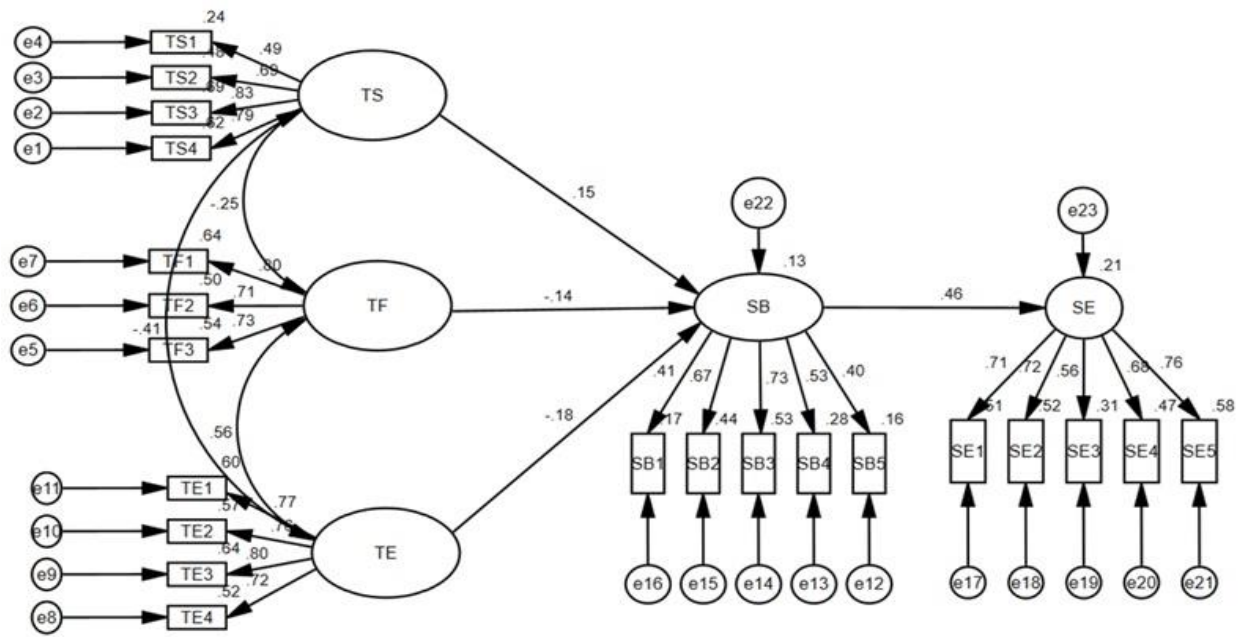 .24
e4 TS1 .49
.48
e3 TS2 .69 TS
.69
e2 TS3 .83
.62
e1 TS4 .79
.15
e22
e23
-.25
.64
e7 TF1 .80
.13
.21
.50
e6 TF2 .71 TF -.14 SB .46 SE
-.41 .54
e5 TF3 .73
.41 .67 .73 .53 .40
.71 .72 .56 .68 .76
-.18
.17 .44 .53 .28 .16
.51 .52 .31 .47 .58
.56
SB1 SB2 SB3 SB4 SB5
SE1 SE2 SE3 SE4 SE5
.60
e11 TE1 .77
.57
e10 TE2 .76 TE
.64
e9 TE3 .80
.52
e8 TE4 .72
e16 e15 e14 e13 e12
e17 e18 e19 e20 e21